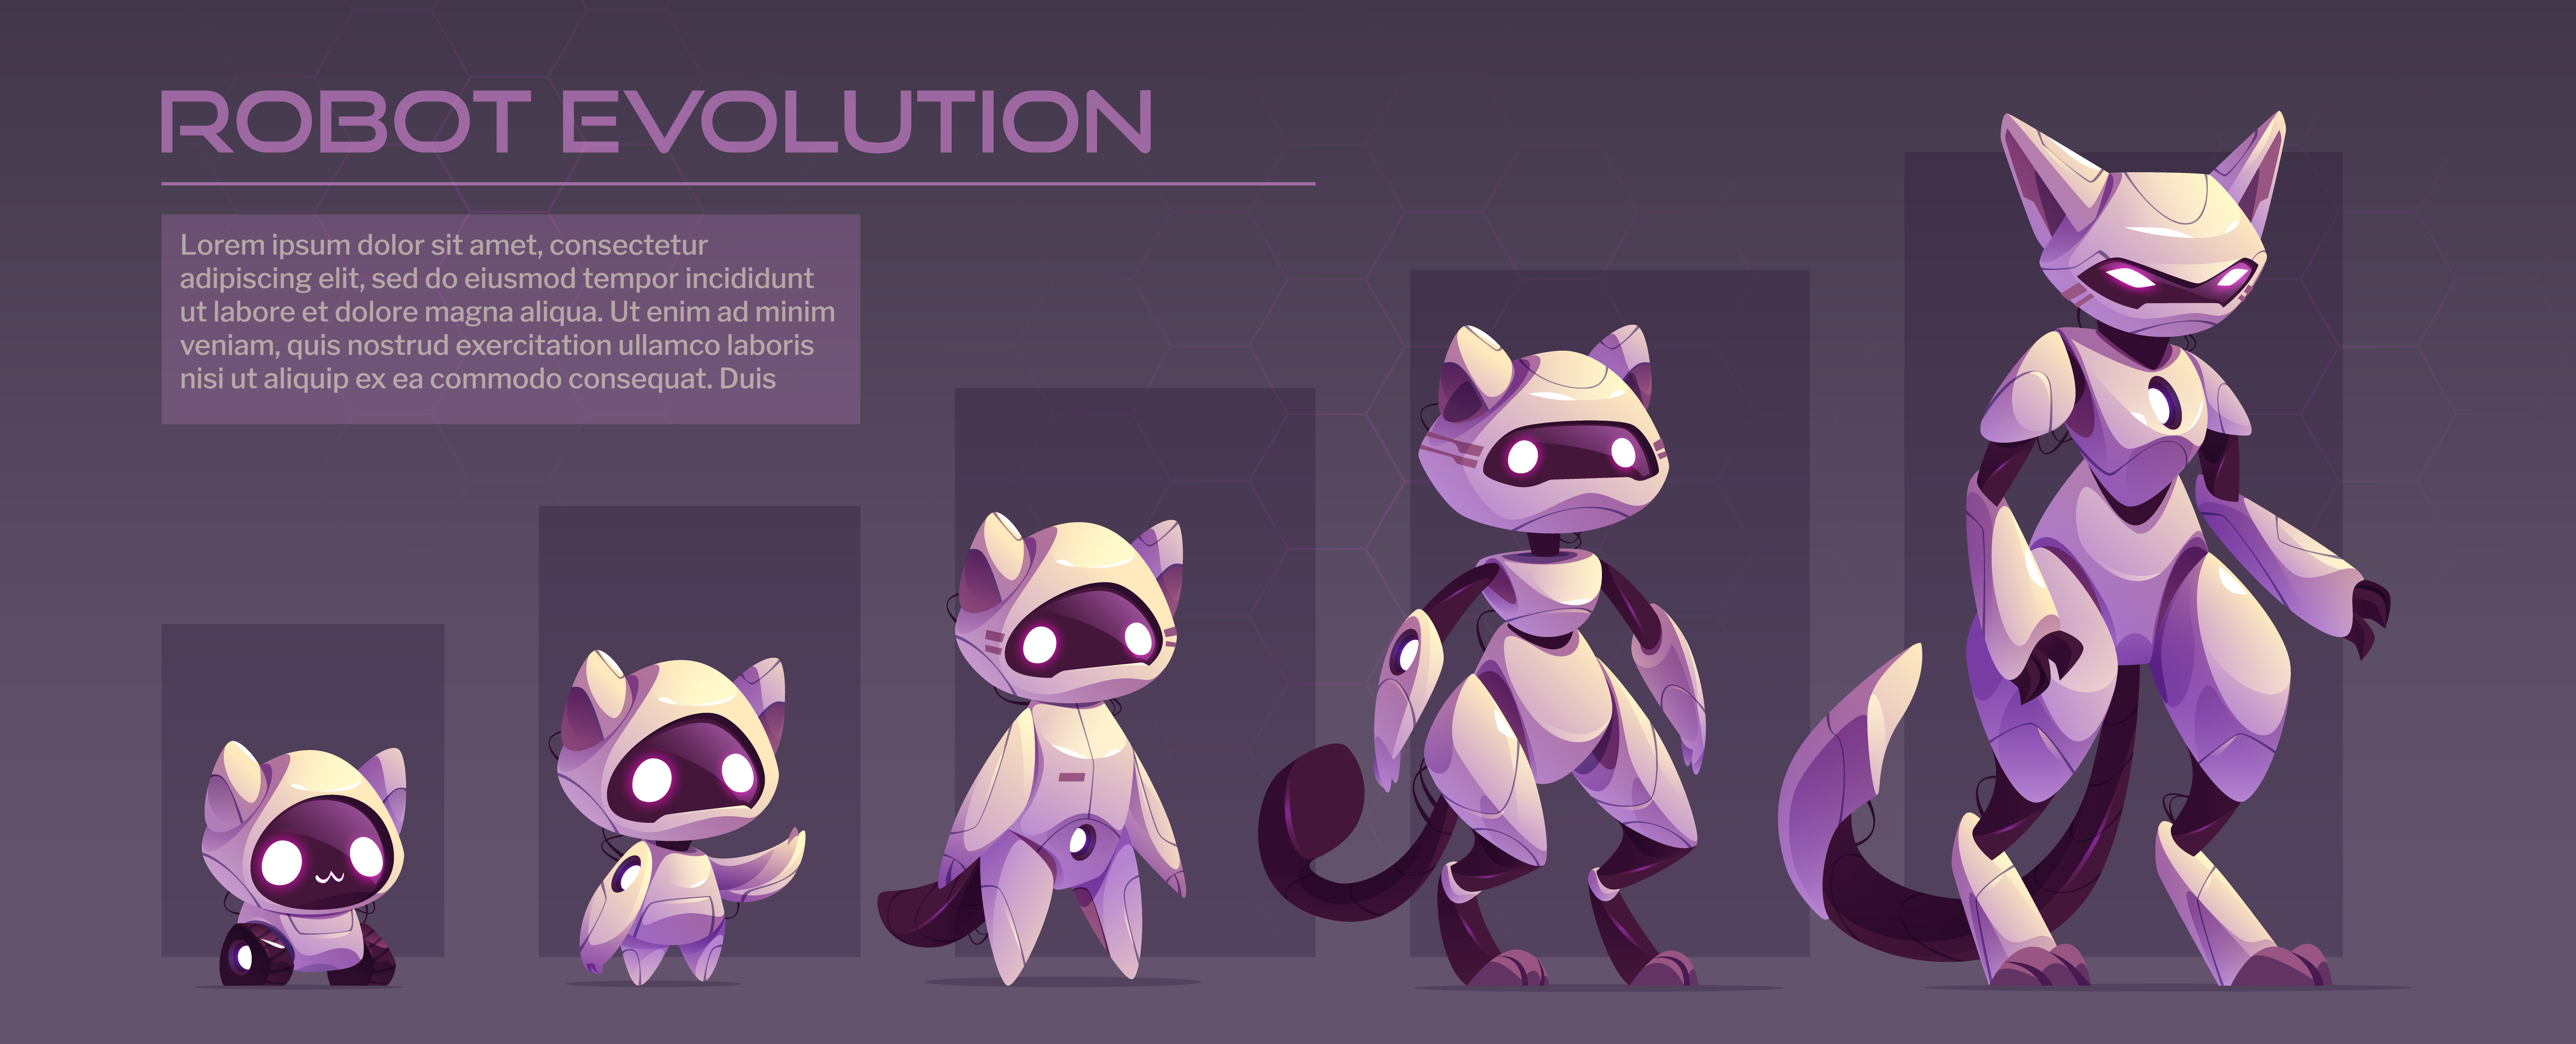 ROBOT EVOLUTION
Lorem ipsum dolor sit amet, consectetur
adipiscing elit, sed do eiusmod tempor incididunt
ut labore et dolore magna aliqua. Ut enim ad minim
veniam, quis nostrud exercitation ullamco laboris
nisi ut aliquip ex ea commodo consequat. Duis